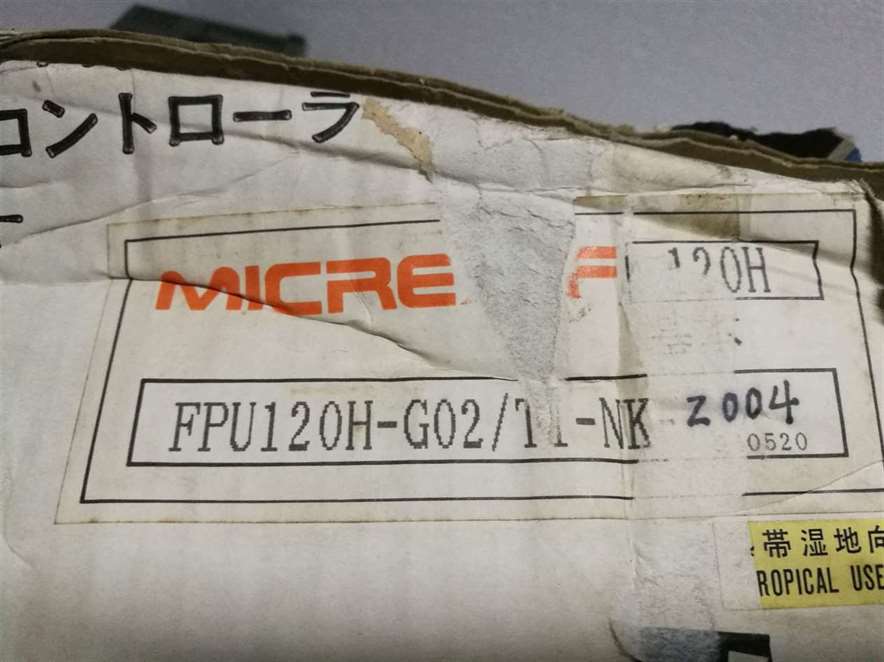 コントローラ
MICRE F 120H
FPU120H-G02/T1-NK-Z004
0520
帯湿地向
ROPICAL USE